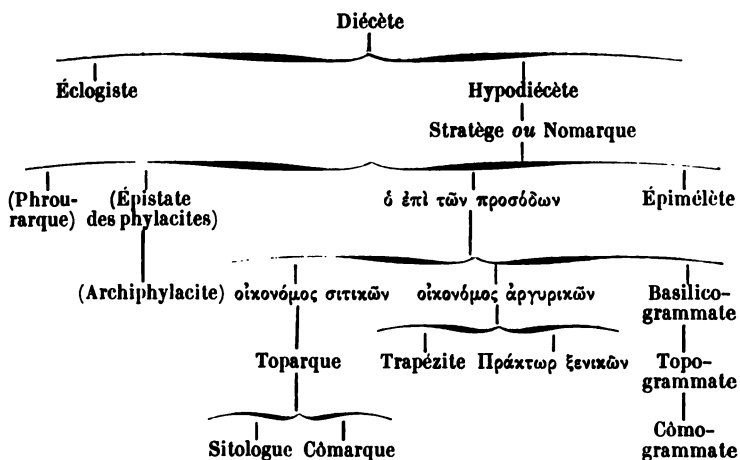 Diécète
Éclogiste Hypodiécète
Stratège ou Nomarque
(Phrou- (Épistate ὁ ἐπὶ τῶν προσόδων Épimélète
rarque) des phylacites)
(Archiphylacite) οἰκονόμος σιτικῶν οἰκονόμος ἀργυρικῶν Basilico-
grammate
Toparque Trapézite Πράκτωρ ξενικῶν Topo-
grammate
Sitologue Cômarque Cômo-
grammate